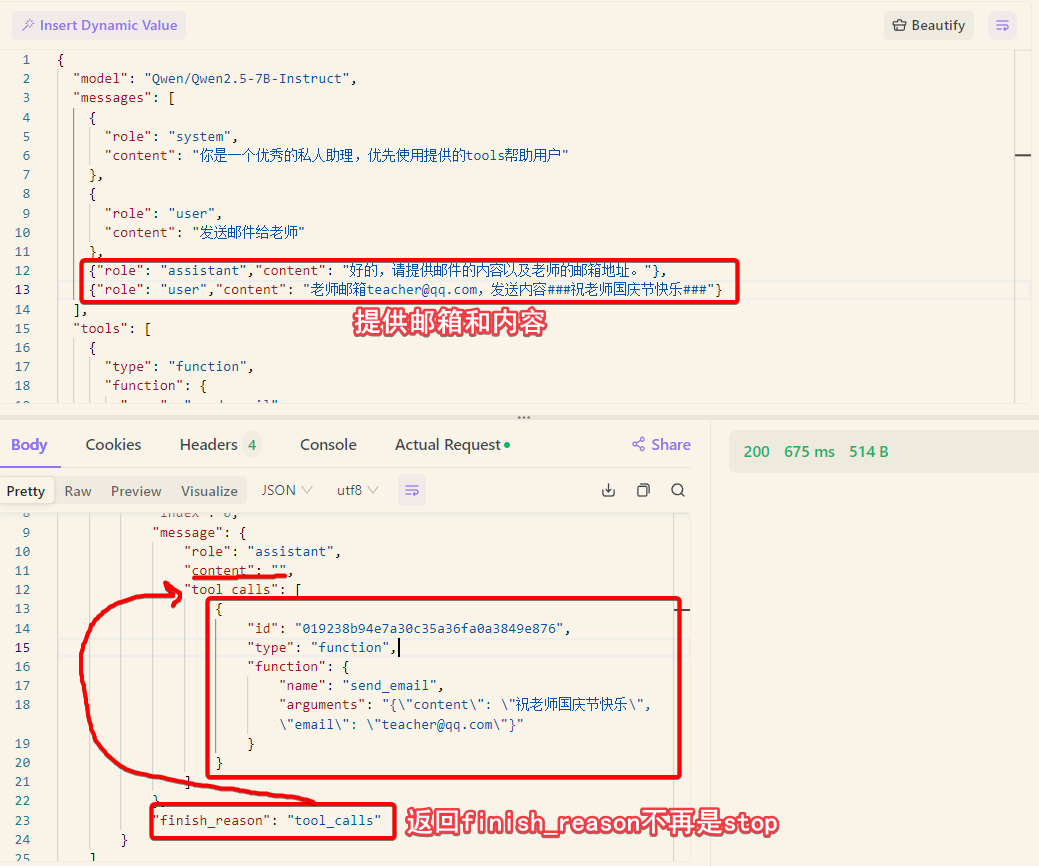 Insert Dynamic Value
Beautify
1 {
2 "model": "Qwen/Qwen2.5-7B-Instruct",
3 "messages": [
4 {
5 "role": "system",
6 "content": "你是一个优秀的私人助理，优先使用提供的tools帮助用户"
7 },
8 {
9 "role": "user",
10 "content": "发送邮件给老师"
11 },
12 {"role": "assistant","content": "好的，请提供邮件的内容以及老师的邮箱地址。"},
13 {"role": "user","content": "老师邮箱teacher@qq.com，发送内容###祝老师国庆节快乐###"}
提供邮箱和内容
14 ],
15 "tools": [
16 {
17 "type": "function",
18 "function": {
Body
Cookies
Headers 4
Console
Actual Request
Share
200 675 ms 514 B
Pretty
Raw
Preview
Visualize
JSON
utf8
9 "message": {
10 "role": "assistant",
11 "content": "",
12 "tool_calls": [
13 {
14 "id": "019238b94e7a30c35a36fa0a3849e876",
15 "type": "function",
16 "function": {
17 "name": "send_email",
18 "arguments": "{\"content\": \"祝老师国庆节快乐\",
\"email\": \"teacher@qq.com\"}"
19 }
20 }
21 ]
22 },
23 "finish_reason": "tool_calls"
返回finish_reason不再是stop
24 }
25 ]